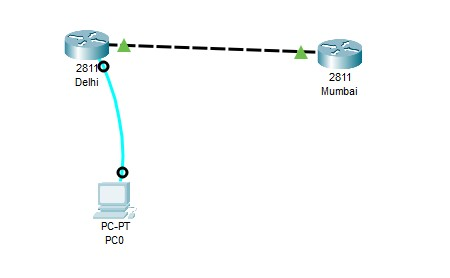 2811
Delhi
2811
Mumbai
PC-PT
PC0